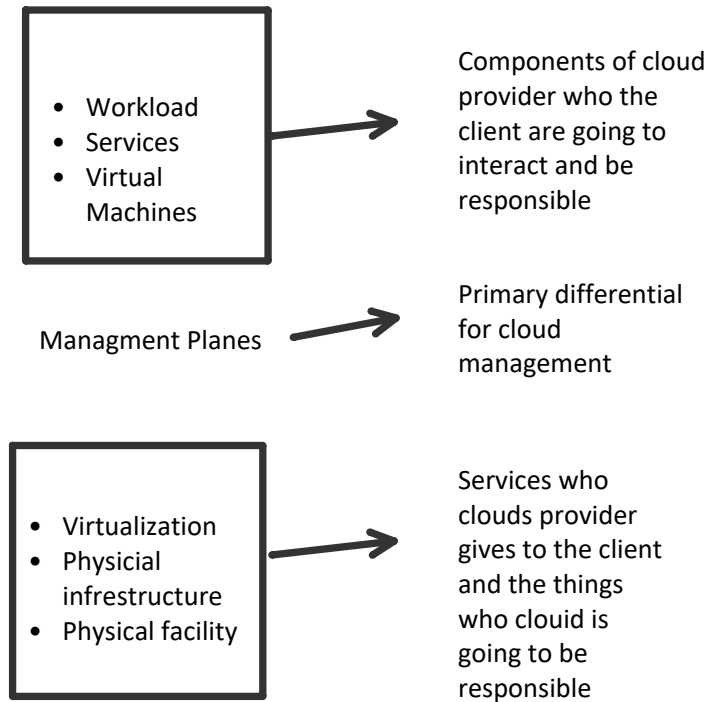 • Workload
• Services
• Virtual
Machines
Components of cloud
provider who the
client are going to
interact and be
responsible
Managment Planes
Primary differential
for cloud
management
• Virtualization
• Physicial
infrestructure
• Physical facility
Services who
clouds provider
gives to the client
and the things
who clouid is
going to be
responsible